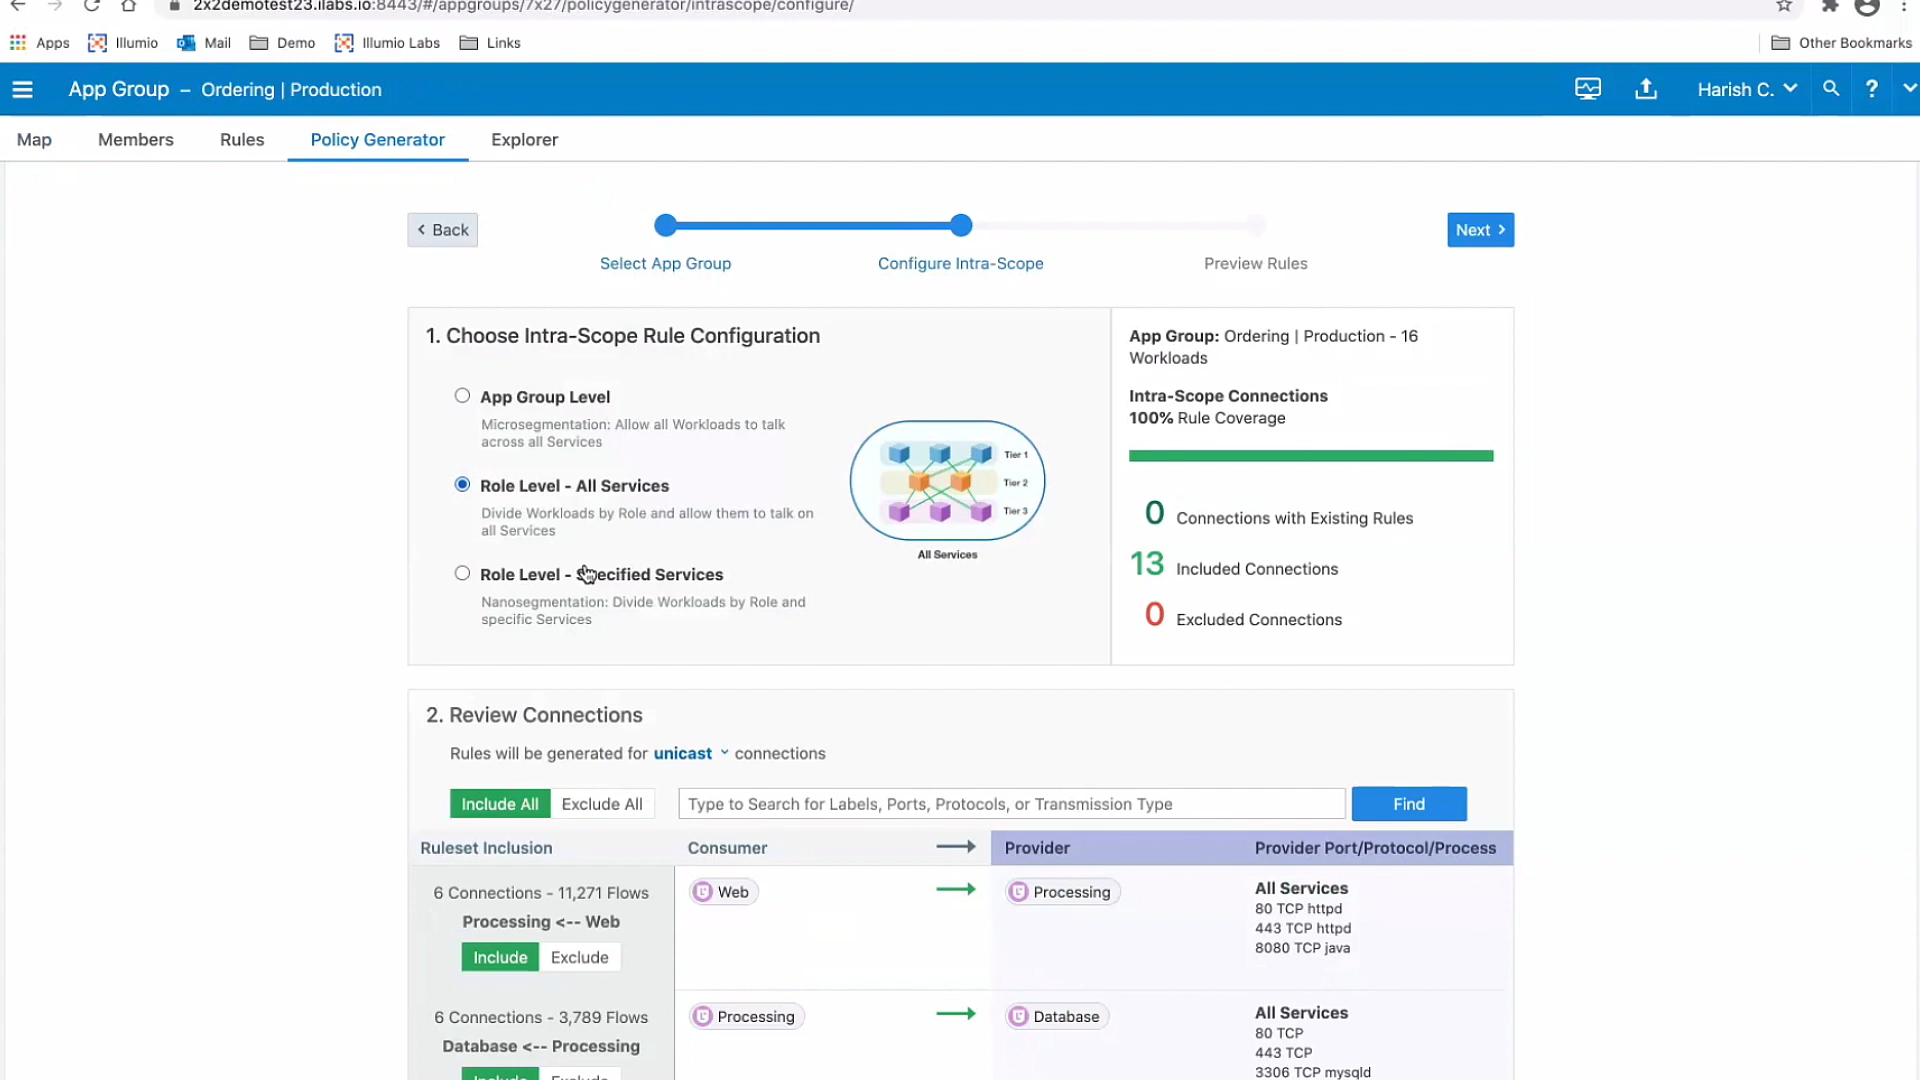 2x2demotest23.ilabs.io:8443/#/appgroups/7x27/policygenerator/intrascope/configure/
Apps Illumio Mail Demo Illumio Labs Links Other Bookmarks
App Group – Ordering | Production Harish C. ?
Map Members Rules Policy Generator Explorer
Back Next
Select App Group Configure Intra-Scope Preview Rules
1. Choose Intra-Scope Rule Configuration
App Group Level
Microsegmentation: Allow all Workloads to talk
across all Services
Role Level - All Services
Divide Workloads by Role and allow them to talk on
all Services
Role Level - Specified Services
Nanosegmentation: Divide Workloads by Role and
specific Services
Tier 1
Tier 2
Tier 3
All Services
App Group: Ordering | Production - 16
Workloads
Intra-Scope Connections
100% Rule Coverage
0 Connections with Existing Rules
13 Included Connections
0 Excluded Connections
2. Review Connections
Rules will be generated for unicast connections
Include All Exclude All Type to Search for Labels, Ports, Protocols, or Transmission Type Find
Ruleset Inclusion Consumer Provider Provider Port/Protocol/Process
6 Connections - 11,271 Flows
Processing <-- Web
Include Exclude
Web
Processing
All Services
80 TCP httpd
443 TCP httpd
8080 TCP java
6 Connections - 3,789 Flows
Database <-- Processing
Include Exclude
Processing
Database
All Services
80 TCP
443 TCP
3306 TCP mysqld